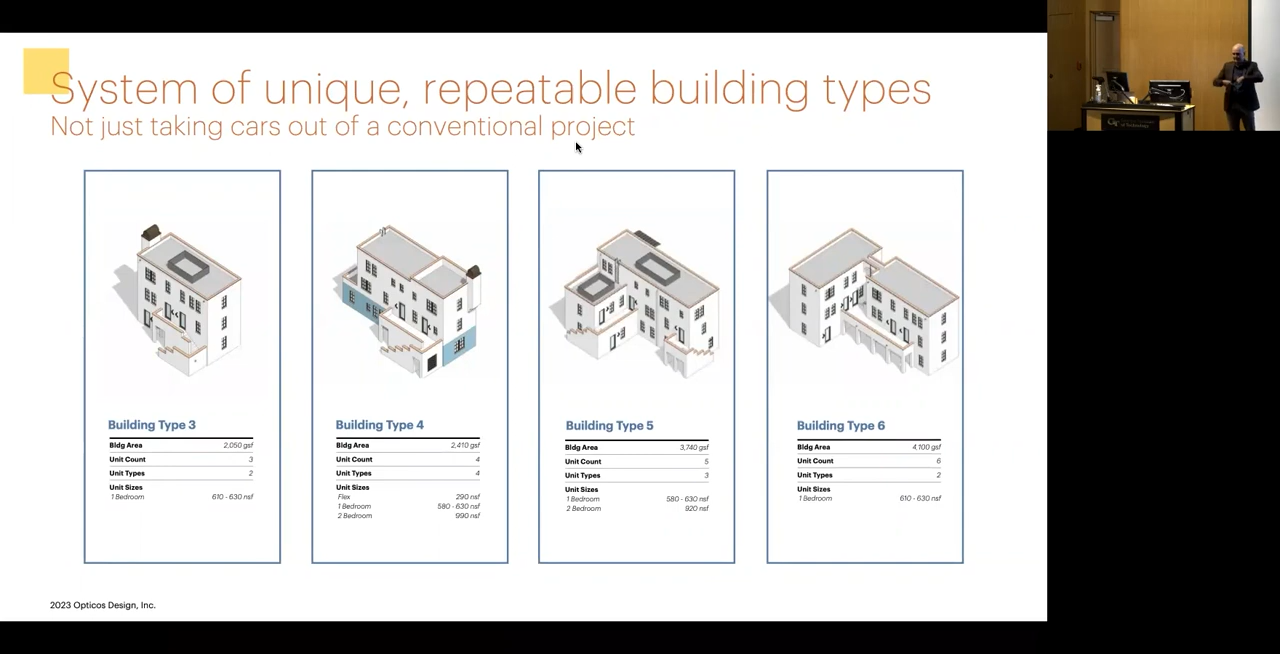 System of unique, repeatable building types
Not just taking cars out of a conventional project
Building Type 3
Bldg Area 2,050 gsf
Unit Count 3
Unit Types 2
Unit Sizes
1 Bedroom 610 - 630 nsf
Building Type 4
Bldg Area 2,410 gsf
Unit Count 4
Unit Types 4
Unit Sizes
Flex 290 nsf
1 Bedroom 580 - 630 nsf
2 Bedroom 990 nsf
Building Type 5
Bldg Area 3,740 gsf
Unit Count 5
Unit Types 3
Unit Sizes
1 Bedroom 580 - 630 nsf
2 Bedroom 920 nsf
Building Type 6
Bldg Area 4,100 gsf
Unit Count 6
Unit Types 2
Unit Sizes
1 Bedroom 610 - 630 nsf
2023 Opticos Design, Inc.